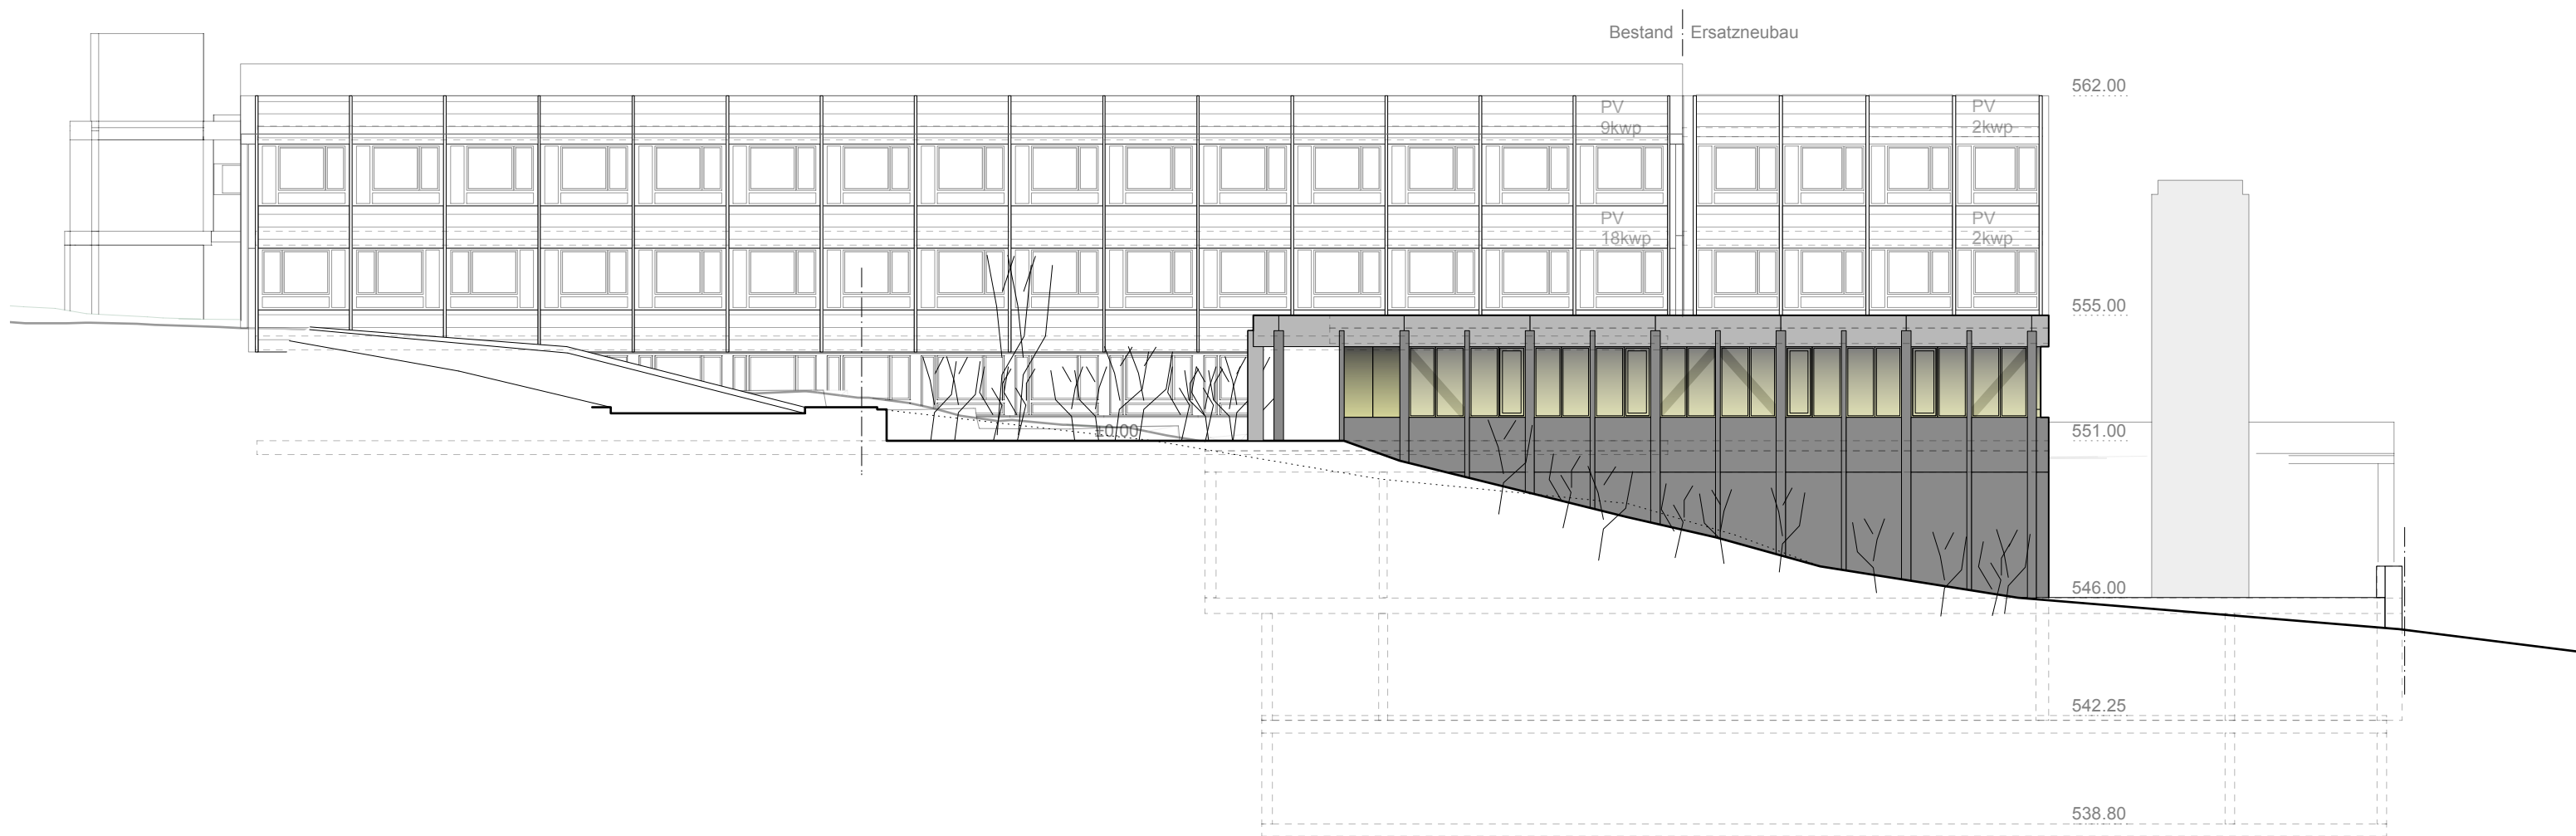 Bestand Ersatzneubau
562.00
PV
9kwp
PV
2kwp
PV
18kwp
PV
2kwp
555.00
±0.00
551.00
546.00
542.25
538.80